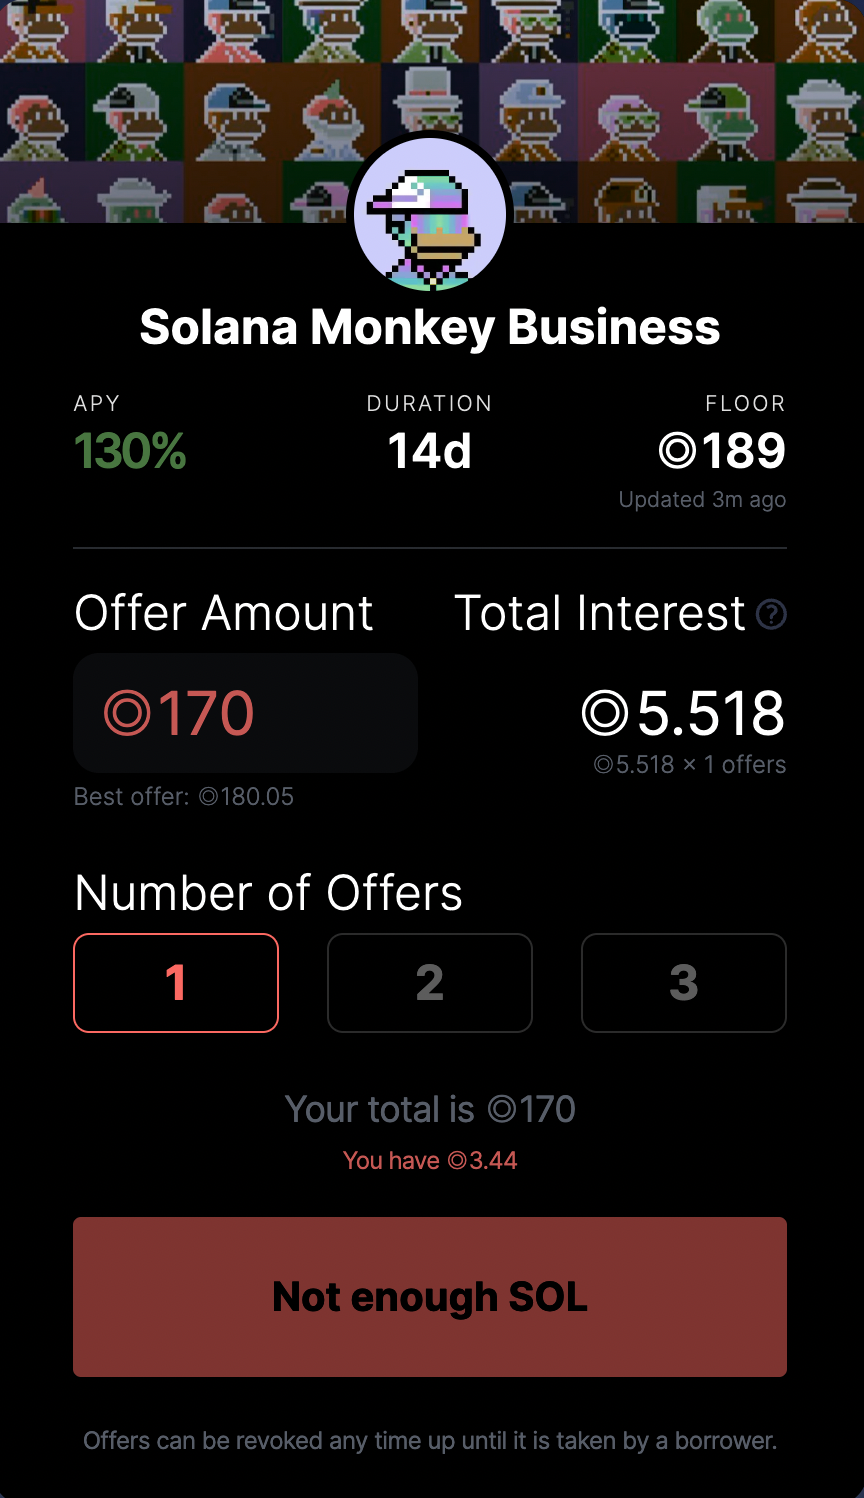 Solana Monkey Business
APY DURATION FLOOR
130% 14d ◎189
Updated 3m ago
Offer Amount Total Interest ?
◎170 ◎5.518
◎5.518 × 1 offers
Best offer: ◎180.05
Number of Offers
1 2 3
Your total is ◎170
You have ◎3.44
Not enough SOL
Offers can be revoked any time up until it is taken by a borrower.